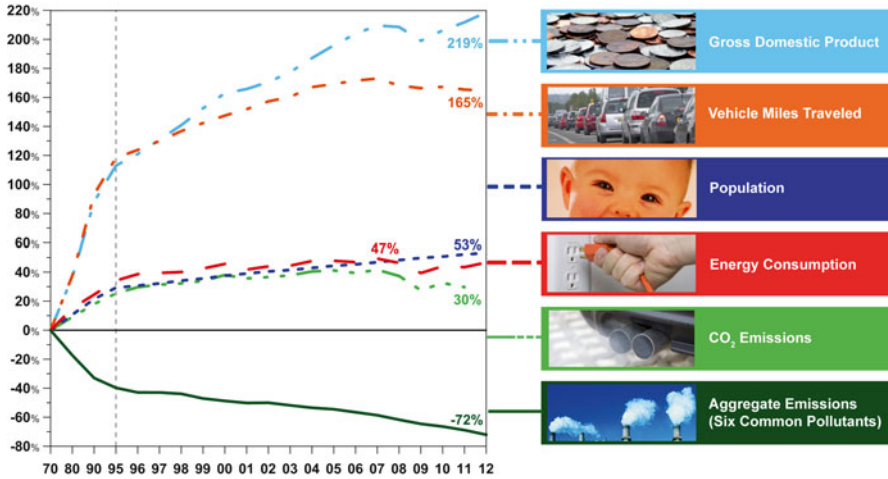 220%
200%
180%
160%
140%
120%
100%
80%
60%
40%
20%
0%
-20%
-40%
-60%
-80%
219%
165%
47%
53%
30%
-72%
70 80 90 95 96 97 98 99 00 01 02 03 04 05 06 07 08 09 10 11 12
Gross Domestic Product
Vehicle Miles Traveled
Population
Energy Consumption
CO₂ Emissions
Aggregate Emissions
(Six Common Pollutants)